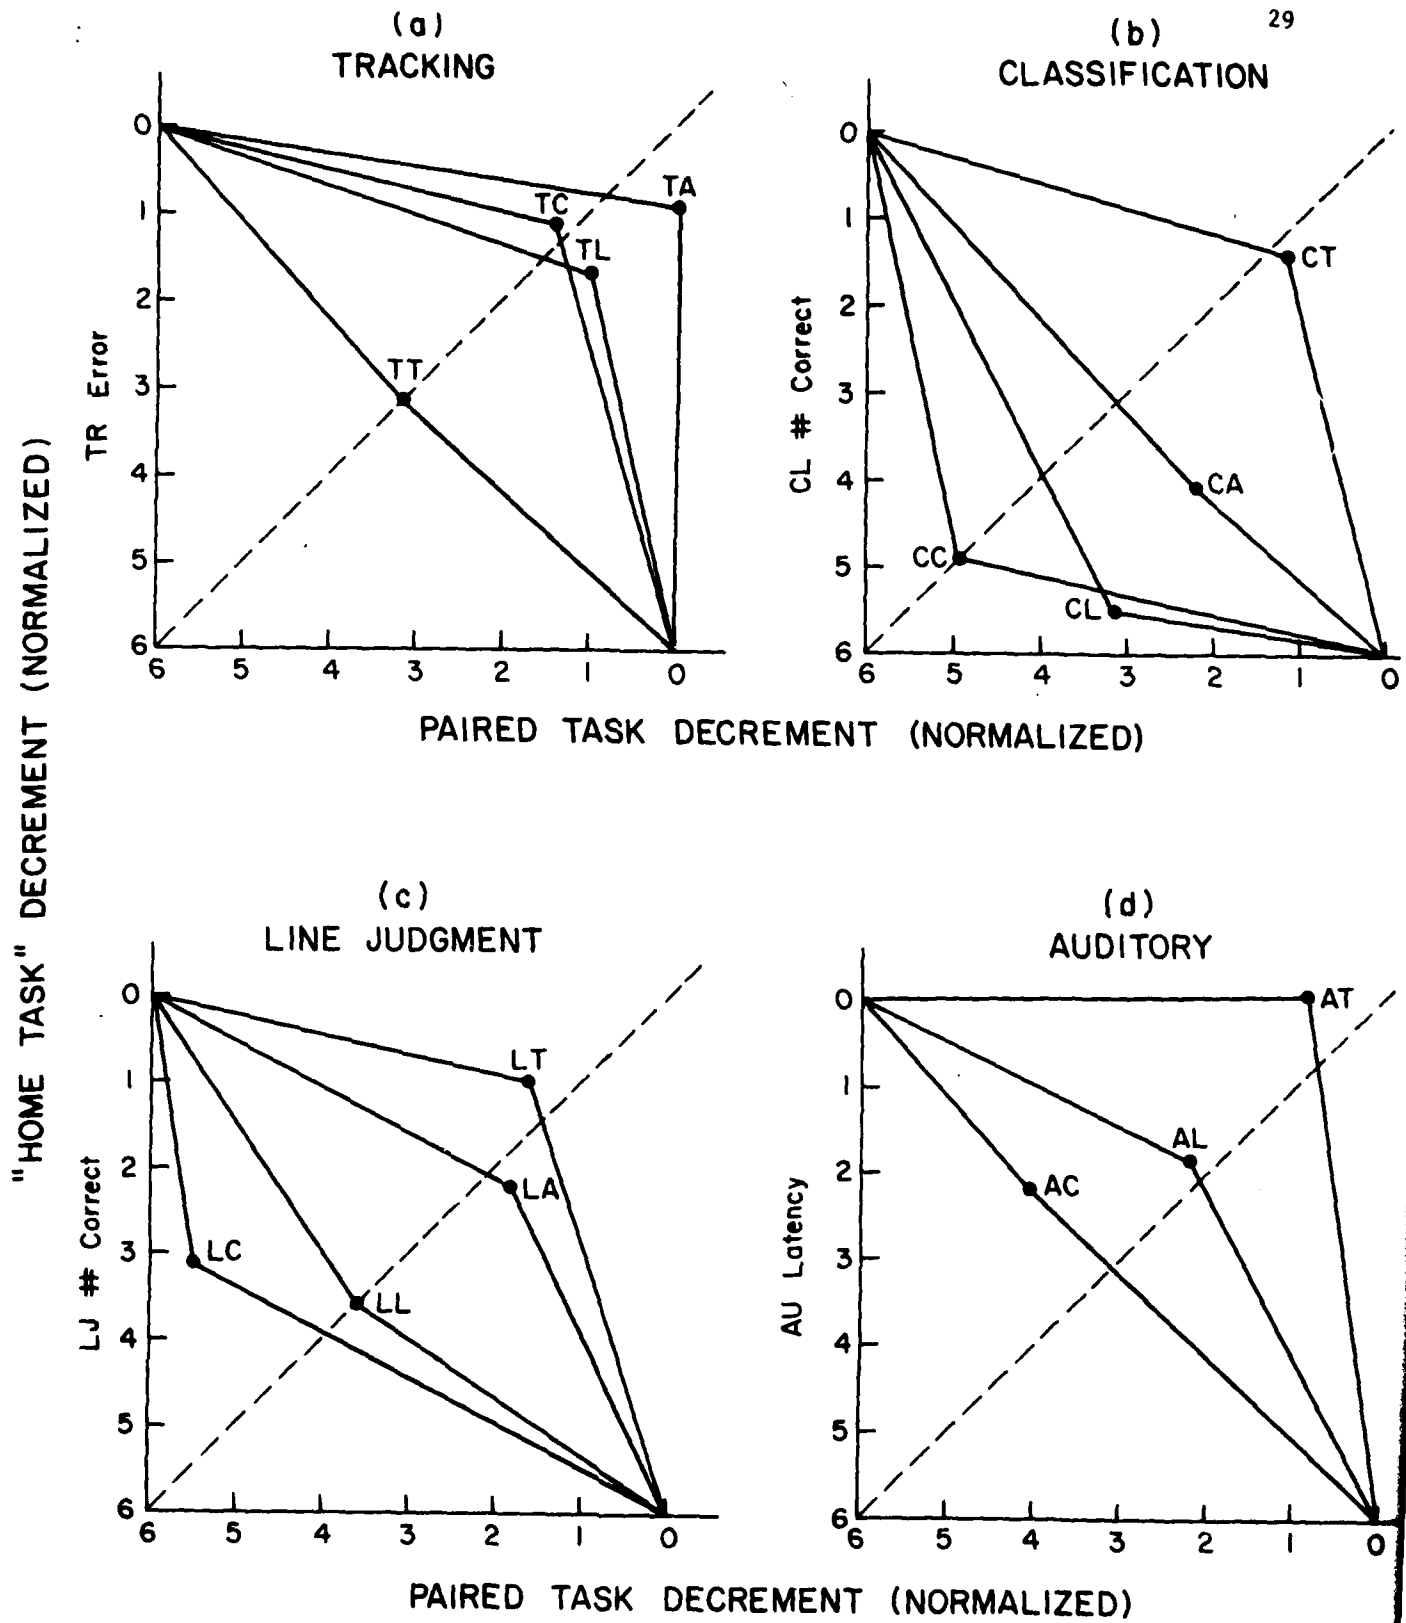 29
(a)
TRACKING
0
1
2
3
4
5
6
TR Error
TA
TC
TL
TT
6 5 4 3 2 1 0
(b)
CLASSIFICATION
0
1
2
3
4
5
6
CL # Correct
CT
CA
CC
CL
6 5 4 3 2 1 0
PAIRED TASK DECREMENT (NORMALIZED)
"HOME TASK" DECREMENT (NORMALIZED)
(c)
LINE JUDGMENT
0
1
2
3
4
5
6
LJ # Correct
LT
LA
LC
LL
6 5 4 3 2 1 0
(d)
AUDITORY
0
1
2
3
4
5
6
AU Latency
AT
AL
AC
6 5 4 3 2 1 0
PAIRED TASK DECREMENT (NORMALIZED)